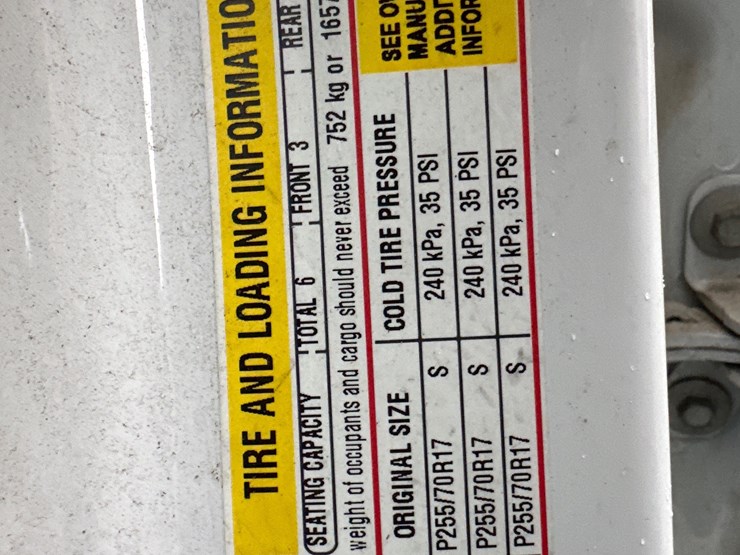 TIRE AND LOADING INFORMATIO
SEATING CAPACITY TOTAL 6 FRONT 3 REAR
weight of occupants and cargo should never exceed 752 kg or 1657
ORIGINAL SIZE COLD TIRE PRESSURE
P255/70R17 S 240 kPa, 35 PSI
P255/70R17 S 240 kPa, 35 PSI
P255/70R17 S 240 kPa, 35 PSI
SEE O
MANU
ADDIT
INFOR